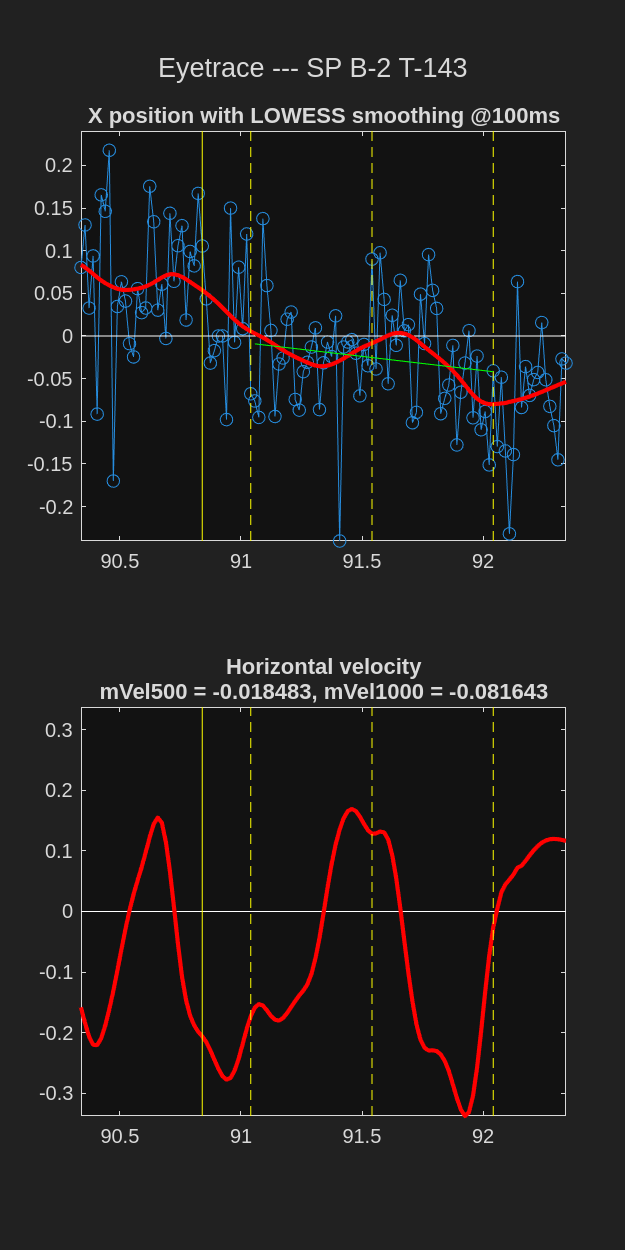 Eyetrace --- SP B-2 T-143
X position with LOWESS smoothing @100ms
0.2
0.15
0.1
0.05
0
-0.05
-0.1
-0.15
-0.2
90.5 91 91.5 92
Horizontal velocity
mVel500 = -0.018483, mVel1000 = -0.081643
0.3
0.2
0.1
0
-0.1
-0.2
-0.3
90.5 91 91.5 92